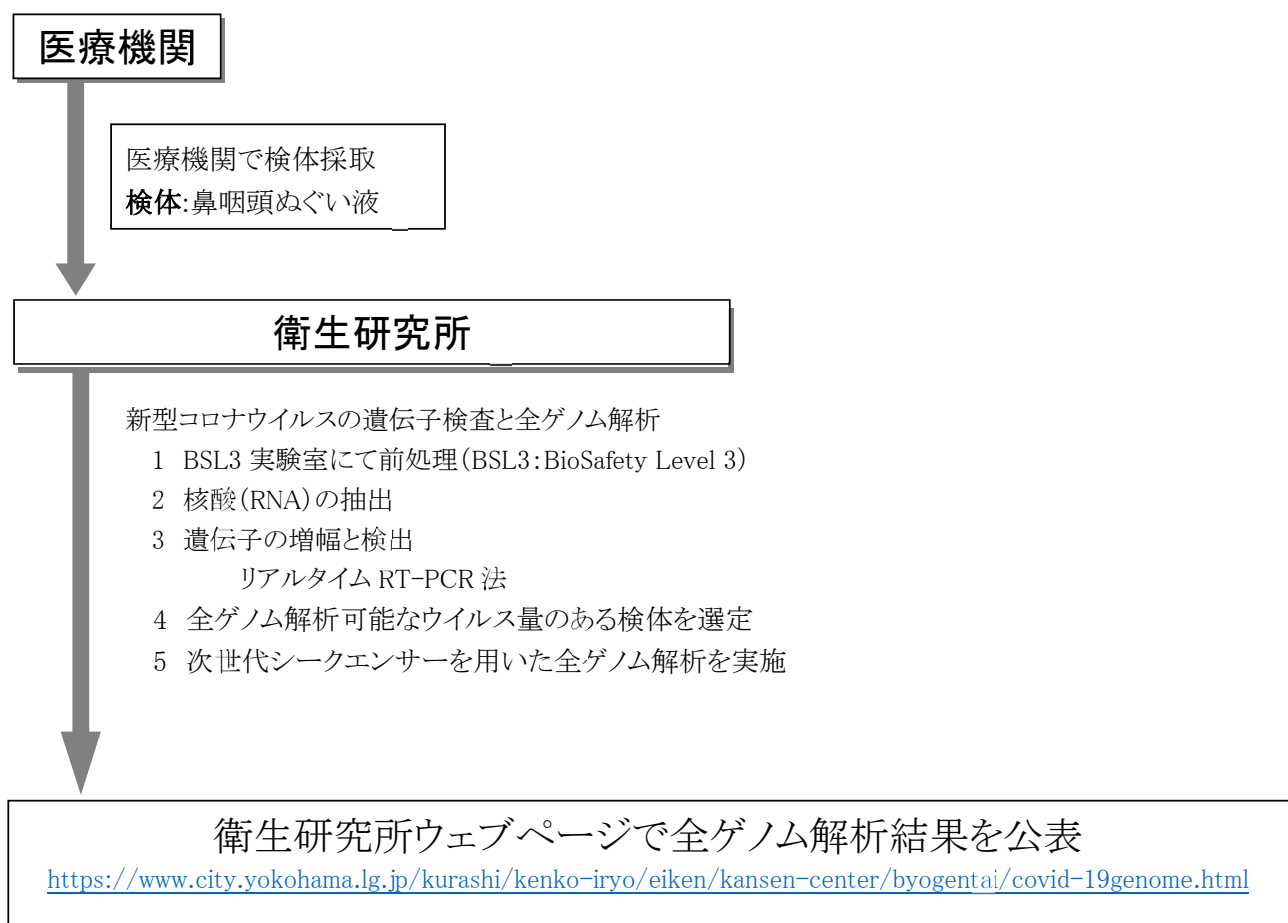 医療機関
医療機関で検体採取
検体:鼻咽頭ぬぐい液
衛生研究所
新型コロナウイルスの遺伝子検査と全ゲノム解析
1 BSL3 実験室にて前処理(BSL3:BioSafety Level 3)
2 核酸(RNA)の抽出
3 遺伝子の増幅と検出
リアルタイム RT-PCR 法
4 全ゲノム解析可能なウイルス量のある検体を選定
5 次世代シークエンサーを用いた全ゲノム解析を実施
衛生研究所ウェブページで全ゲノム解析結果を公表
https://www.city.yokohama.lg.jp/kurashi/kenko-iryo/eiken/kansen-center/byogentai/covid-19genome.html